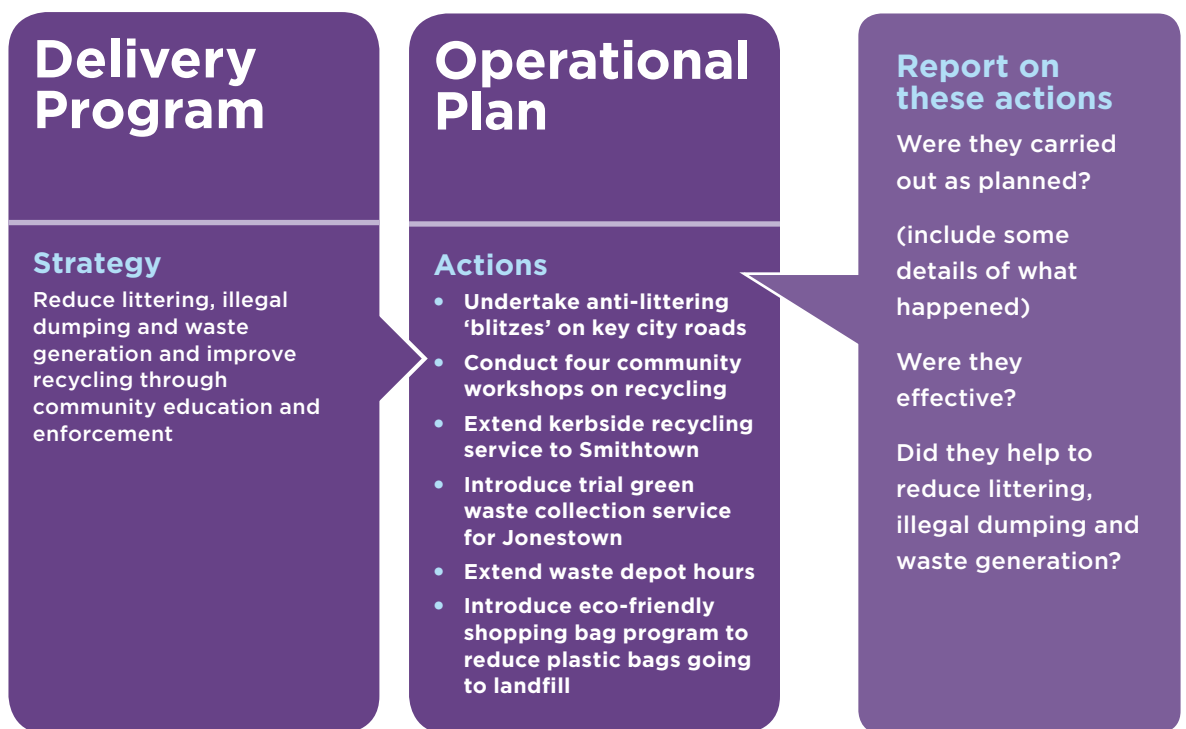 Delivery
Program
Strategy
Reduce littering, illegal
dumping and waste
generation and improve
recycling through
community education and
enforcement
Operational
Plan
Actions
• Undertake anti-littering
‘blitzes’ on key city roads
• Conduct four community
workshops on recycling
• Extend kerbside recycling
service to Smithtown
• Introduce trial green
waste collection service
for Jonestown
• Extend waste depot hours
• Introduce eco-friendly
shopping bag program to
reduce plastic bags going
to landfill
Report on
these actions
Were they carried
out as planned?
(include some
details of what
happened)
Were they
effective?
Did they help to
reduce littering,
illegal dumping and
waste generation?